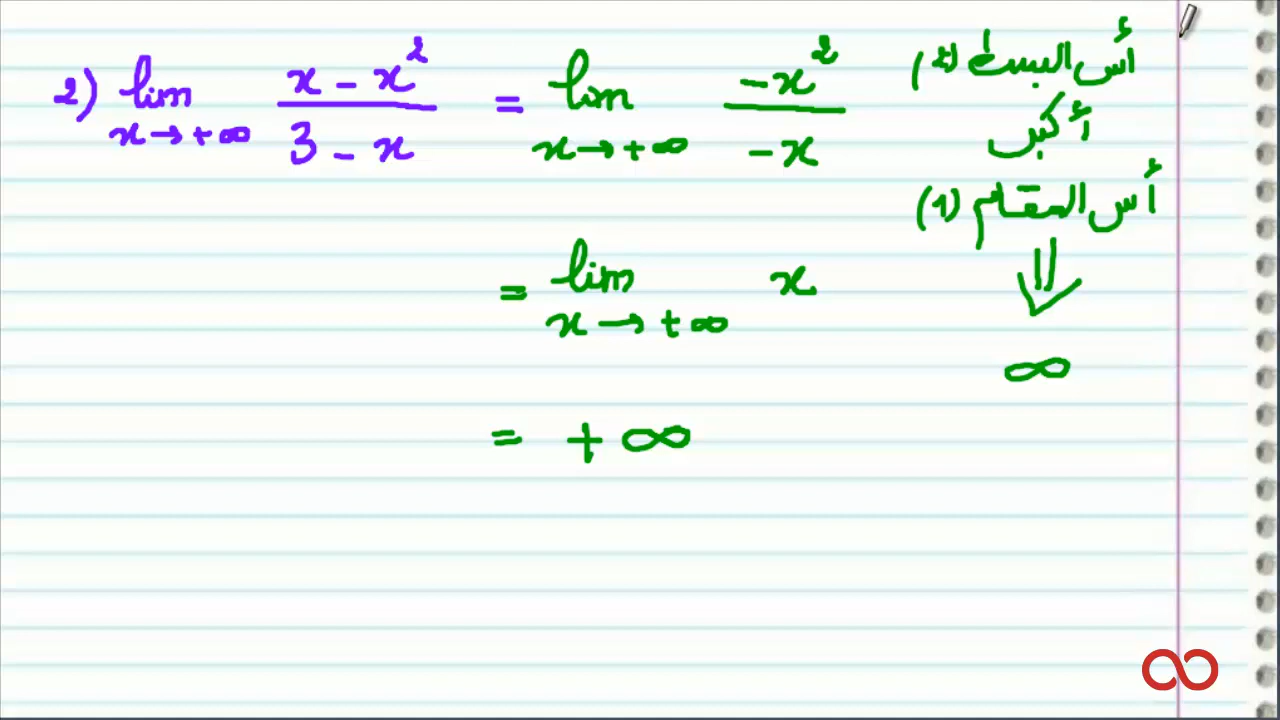 2) lim x→+∞ (x - x²)/(3 - x) = lim x→+∞ (-x²)/(-x)
= lim x→+∞ x
= +∞
أس البسط (2)
أكبر
أس المقام (1)
⇓
∞